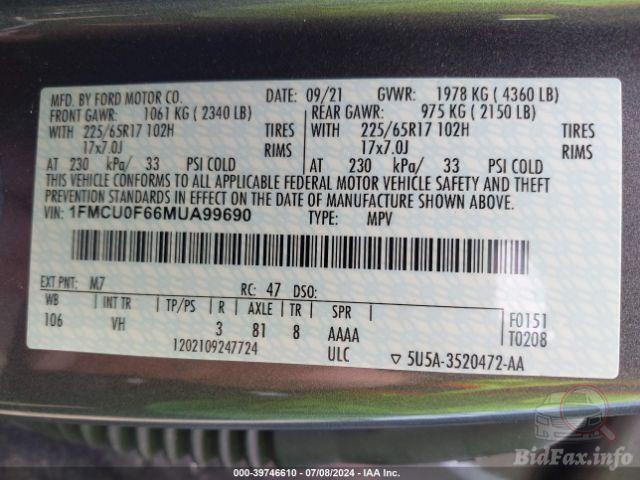 MFD. BY FORD MOTOR CO. DATE: 09/21 GVWR: 1978 KG ( 4360 LB)
FRONT GAWR: 1061 KG ( 2340 LB) REAR GAWR: 975 KG ( 2150 LB)
WITH 225/65R17 102H TIRES WITH 225/65R17 102H TIRES
17x7.0J RIMS 17x7.0J RIMS
AT 230 kPa/ 33 PSI COLD AT 230 kPa/ 33 PSI COLD
THIS VEHICLE CONFORMS TO ALL APPLICABLE FEDERAL MOTOR VEHICLE SAFETY AND THEFT
PREVENTION STANDARDS IN EFFECT ON THE DATE OF MANUFACTURE SHOWN ABOVE.
VIN: 1FMCU0F66MUA99690 TYPE: MPV
EXT PNT: M7 RC: 47 DSO:
WB INT TR TP/PS R AXLE TR SPR
106 VH 3 81 8 AAAA
F0151
T0208
1202109247724 ULC ▽ 5U5A-3520472-AA
BidFax.info
000-39746610 - 07/08/2024 - IAA Inc.